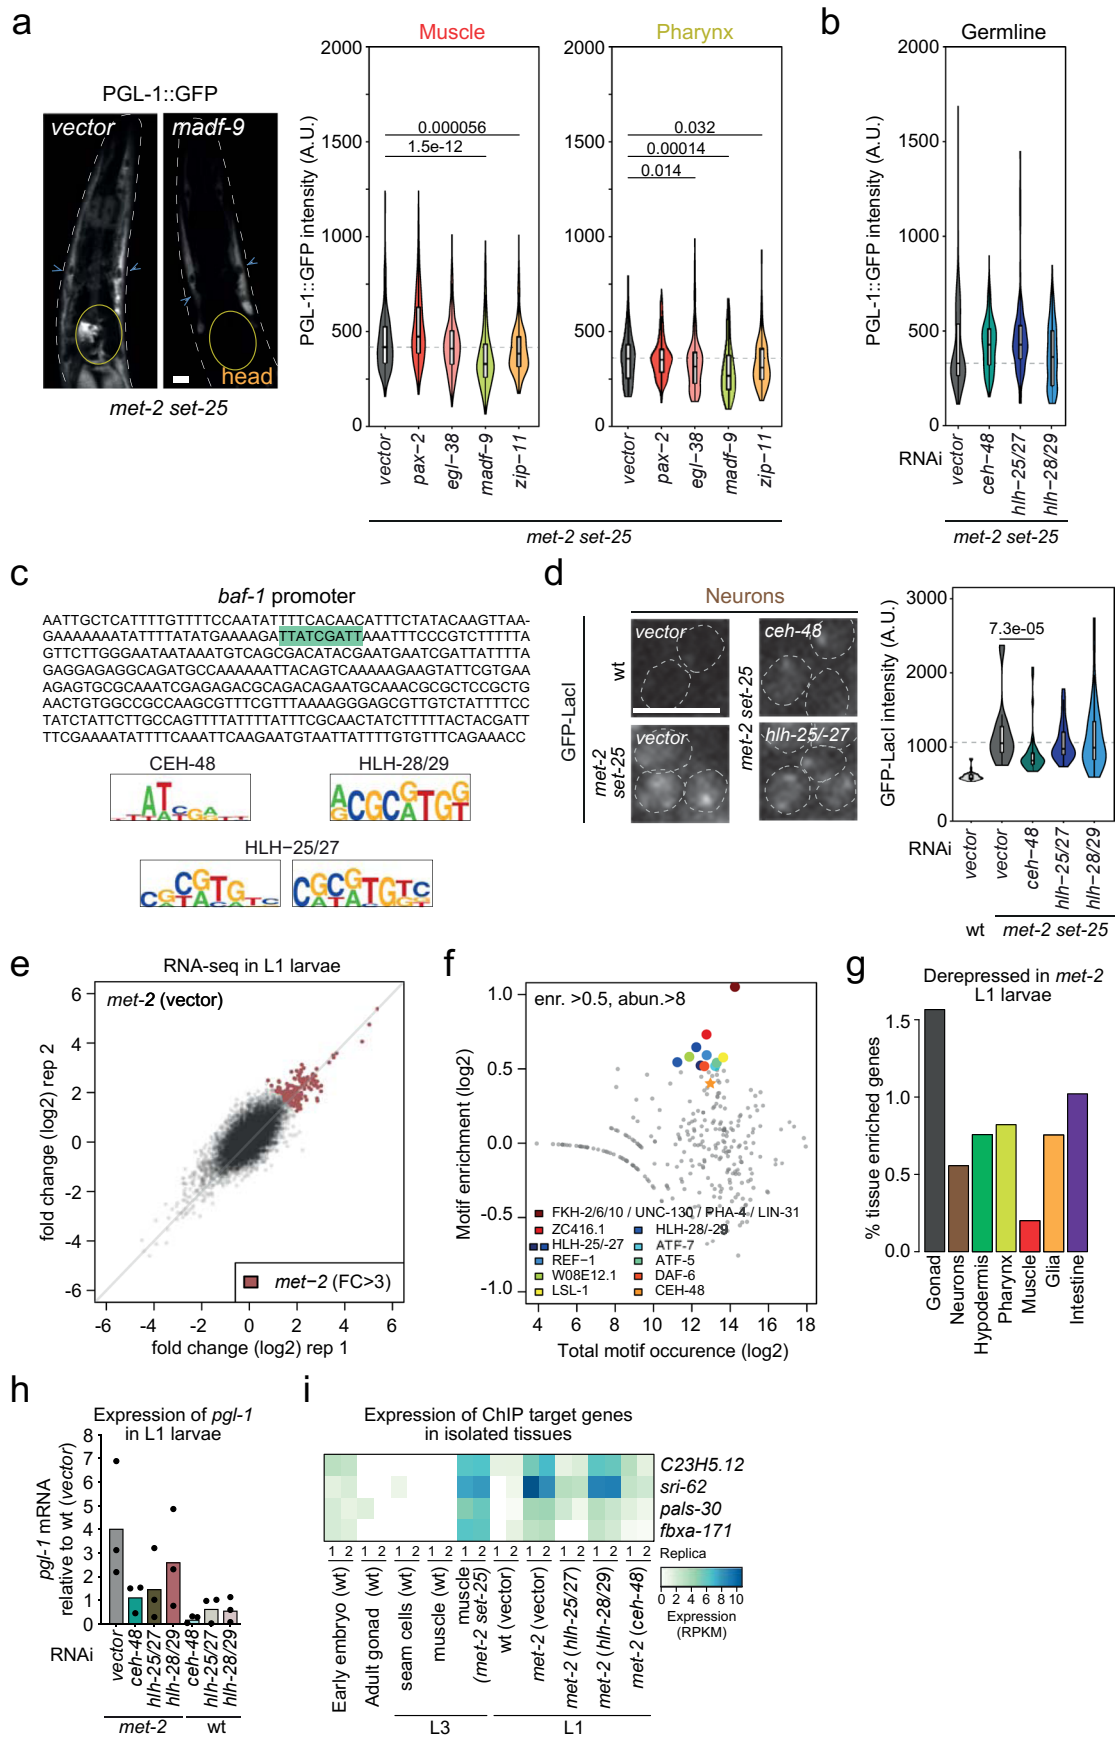 a
PGL-1::GFP
vector
madf-9
head
met-2 set-25
Muscle
PGL-1::GFP intensity (A.U.)
2000
1500
1000
500
0
0.000056
1.5e-12
vector
pax-2
egl-38
madf-9
zip-11
Pharynx
PGL-1::GFP intensity (A.U.)
2000
1500
1000
500
0
0.032
0.00014
0.014
vector
pax-2
egl-38
madf-9
zip-11
met-2 set-25
b
Germline
PGL-1::GFP intensity (A.U.)
2000
1500
1000
500
0
RNAi
vector
ceh-48
hlh-25/27
hlh-28/29
met-2 set-25
c
baf-1 promoter
AATTGCTCATTTTGTTTTCCAATATTTTCACAACATTTCTATACAAGTTAA-
GAAAAAAATATTTTATATGAAAAGATTATCGATTAAATTTCCCGTCTTTTTA
GTTCTTGGGAATAATAAATGTCAGCGACATACGAATGAATCGATTATTTTA
GAGGAGAGGCAGATGCCAAAAAATTACAGTCAAAAAGAAGTATTCGTGAA
AGAGTGCGCAAATCGAGAGACGCAGACAGAATGCAAACGCGCTCCGCTG
AACTGTGGCCGCCAAGCGTTTCGTTTAAAAGGGAGCGTTGTCTATTTTCC
TATCTATTCTTGCCAGTTTTATTTTATTTCGCAACTATCTTTTTACTACGATT
TTCGAAAATATTTTCAAATTCAAGAATGTAATTATTTTGTGTTTCAGAAACC
CEH-48
HLH-28/29
HLH-25/27
d
Neurons
GFP-LacI
wt
vector
met-2 set-25
vector
met-2 set-25
ceh-48
hlh-25/-27
GFP-LacI intensity (A.U.)
3000
2000
1000
0
7.3e-05
RNAi
vector
vector
ceh-48
hlh-25/27
hlh-28/29
wt
met-2 set-25
e
RNA-seq in L1 larvae
met-2 (vector)
fold change (log2) rep 2
6
4
2
0
-2
-4
-6
met-2 (FC>3)
-6 -4 -2 0 2 4 6
fold change (log2) rep 1
f
enr. >0.5, abun.>8
Motif enrichment (log2)
1.0
0.5
0.0
-0.5
-1.0
FKH-2/6/10 / UNC-130 / PHA-4 / LIN-31
ZC416.1
HLH-25/-27
REF-1
W08E12.1
LSL-1
HLH-28/-29
ATF-7
ATF-5
DAF-6
CEH-48
4 6 8 10 12 14 16 18
Total motif occurence (log2)
g
Derepressed in met-2
L1 larvae
% tissue enriched genes
1.5
1.0
0.5
0.0
Gonad
Neurons
Hypodermis
Pharynx
Muscle
Glia
Intestine
h
Expression of pgl-1
in L1 larvae
pgl-1 mRNA
relative to wt (vector)
8
7
6
5
4
3
2
1
0
RNAi
vector
ceh-48
hlh-25/27
hlh-28/29
ceh-48
hlh-25/27
hlh-28/29
met-2
wt
i
Expression of ChIP target genes
in isolated tissues
C23H5.12
sri-62
pals-30
fbxa-171
1 2 1 2 1 2 1 2 1 2 1 2 1 2 1 2 1 2 1 2
Replica
0 2 4 6 8 10
Expression
(RPKM)
Early embryo (wt)
Adult gonad (wt)
seam cells (wt)
muscle (wt)
muscle
(met-2 set-25)
wt (vector)
met-2 (vector)
met-2 (hlh-25/27)
met-2 (hlh-28/29)
met-2 (ceh-48)
L3
L1